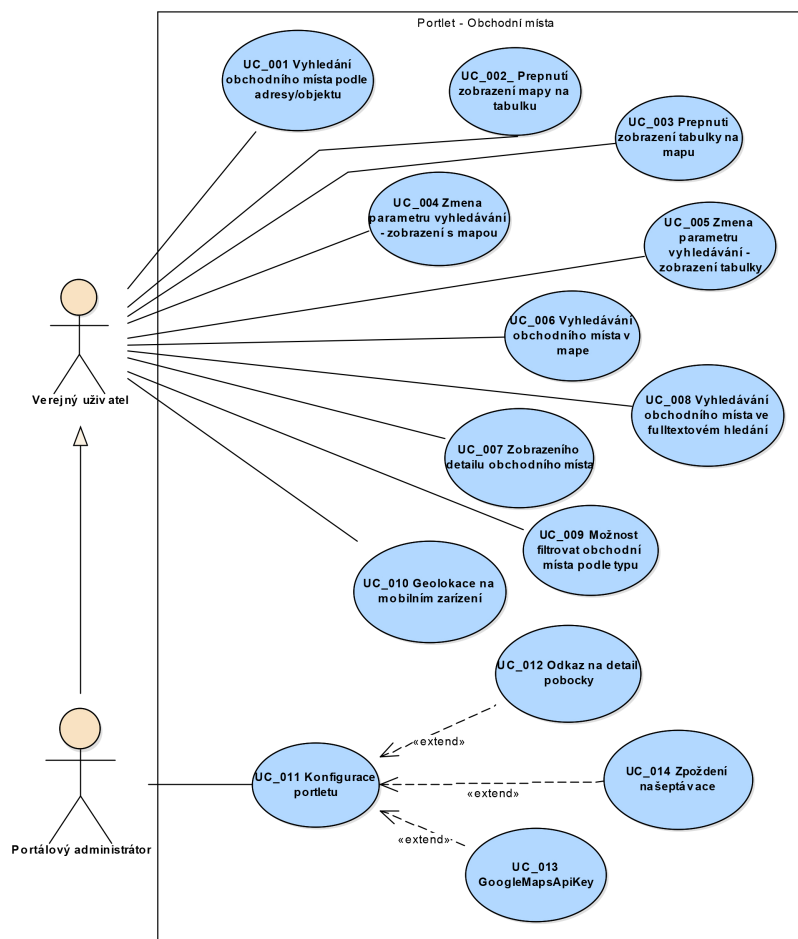 Portlet - Obchodní místa
UC_001 Vyhledání
obchodního místa podle
adresy/objektu
UC_002_ Prepnutí
zobrazení mapy na
tabulku
UC_003 Prepnuti
zobrazení tabulky na
mapu
UC_004 Zmena
parametru vyhledávání
- zobrazení s mapou
UC_005 Zmena
parametru
vyhledávání -
zobrazení tabulky
UC_006 Vyhledávání
obchodního místa v
mape
Verejný uživatel
UC_008 Vyhledávání
obchodního místa ve
fulltextovém hledání
UC_007 Zobrazeního
detailu obchodního místa
UC_009 Možnost
filtrovat obchodní
místa podle typu
UC_010 Geolokace na
mobilním zarízení
UC_012 Odkaz na detail
pobocky
«extend»
UC_011 Konfigurace
portletu
UC_014 Zpoždení
našeptávace
«extend»
«extend»
Portálový administrátor
UC_013
GoogleMapsApiKey